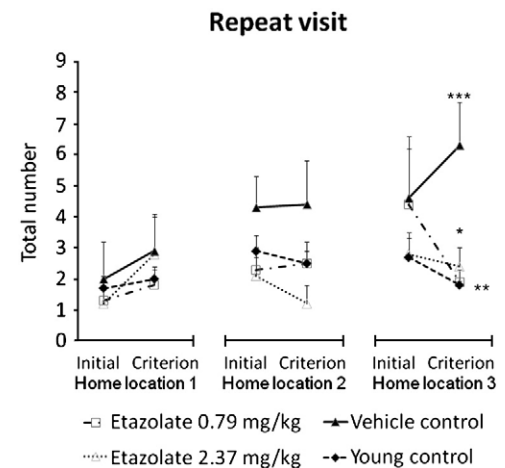 Repeat visit
9
8
7
6
5
4
3
2
1
0
Total number
***
*
**
Initial Criterion Initial Criterion Initial Criterion
Home location 1 Home location 2 Home location 3
Etazolate 0.79 mg/kg Vehicle control
Etazolate 2.37 mg/kg Young control